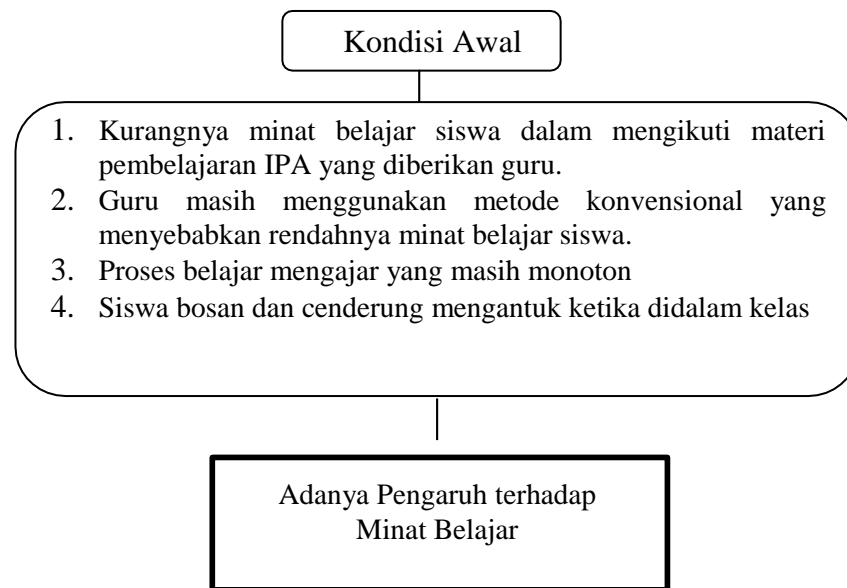 Kondisi Awal
1. Kurangnya minat belajar siswa dalam mengikuti materi
pembelajaran IPA yang diberikan guru.
2. Guru masih menggunakan metode konvensional yang
menyebabkan rendahnya minat belajar siswa.
3. Proses belajar mengajar yang masih monoton
4. Siswa bosan dan cenderung mengantuk ketika didalam kelas
Adanya Pengaruh terhadap
Minat Belajar